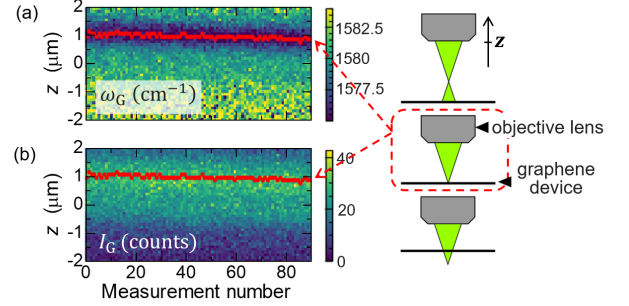 (a)
z (μm)
2
1
0
-1
-2
ω_G (cm⁻¹)
1582.5
1580
1577.5
z
objective lens
graphene
device
(b)
z (μm)
2
1
0
-1
-2
I_G (counts)
40
20
0
0 20 40 60 80
Measurement number